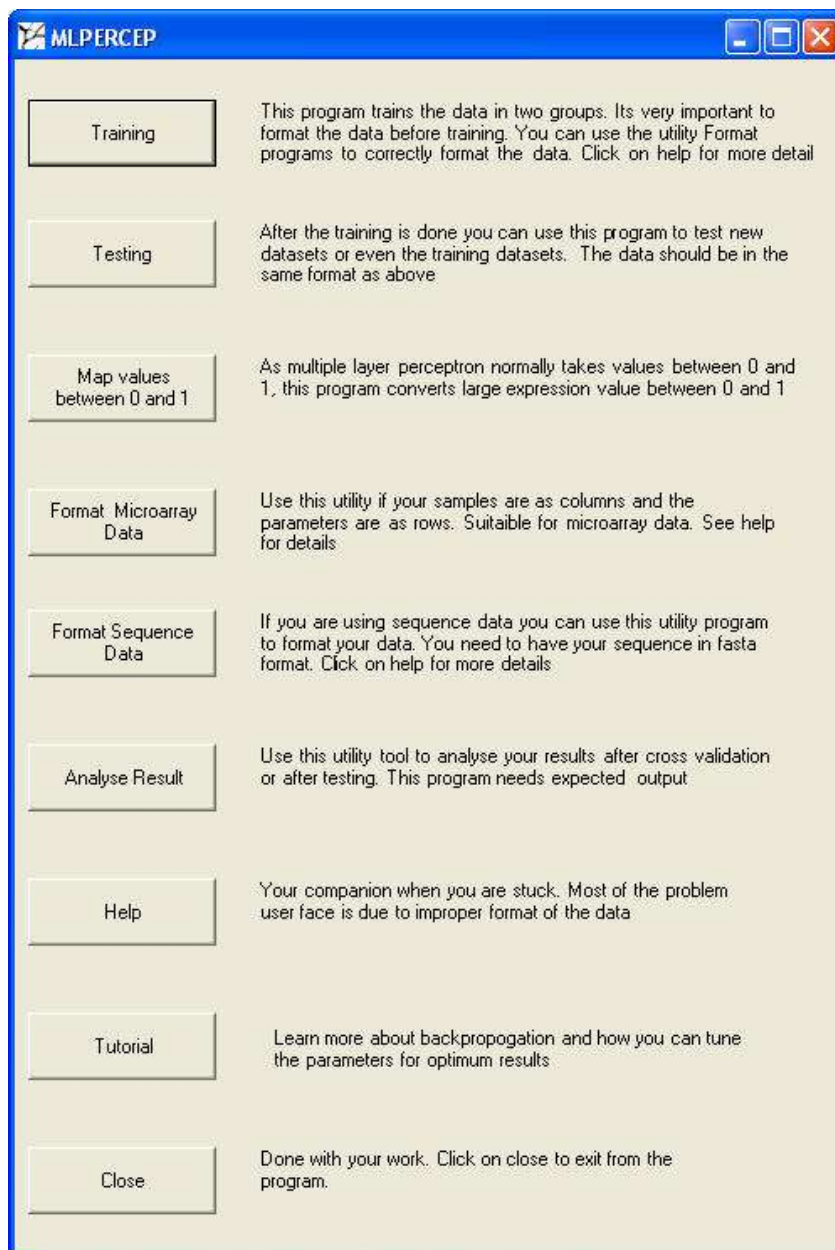 MLPERCEP
Training
This program trains the data in two groups. Its very important to
format the data before training. You can use the utility Format
programs to correctly format the data. Click on help for more detail
Testing
After the training is done you can use this program to test new
datasets or even the training datasets. The data should be in the
same format as above
Map values
between 0 and 1
As multiple layer perceptron normally takes values between 0 and
1, this program converts large expression value between 0 and 1
Format Microarray
Data
Use this utility if your samples are as columns and the
parameters are as rows. Suitaible for microarray data. See help
for details
Format Sequence
Data
If you are using sequence data you can use this utility program
to format your data. You need to have your sequence in fasta
format. Click on help for more details
Analyse Result
Use this utility tool to analyse your results after cross validation
or after testing. This program needs expected output
Help
Your companion when you are stuck. Most of the problem
user face is due to improper format of the data
Tutorial
Learn more about backpropogation and how you can tune
the parameters for optimum results
Close
Done with your work. Click on close to exit from the
program.